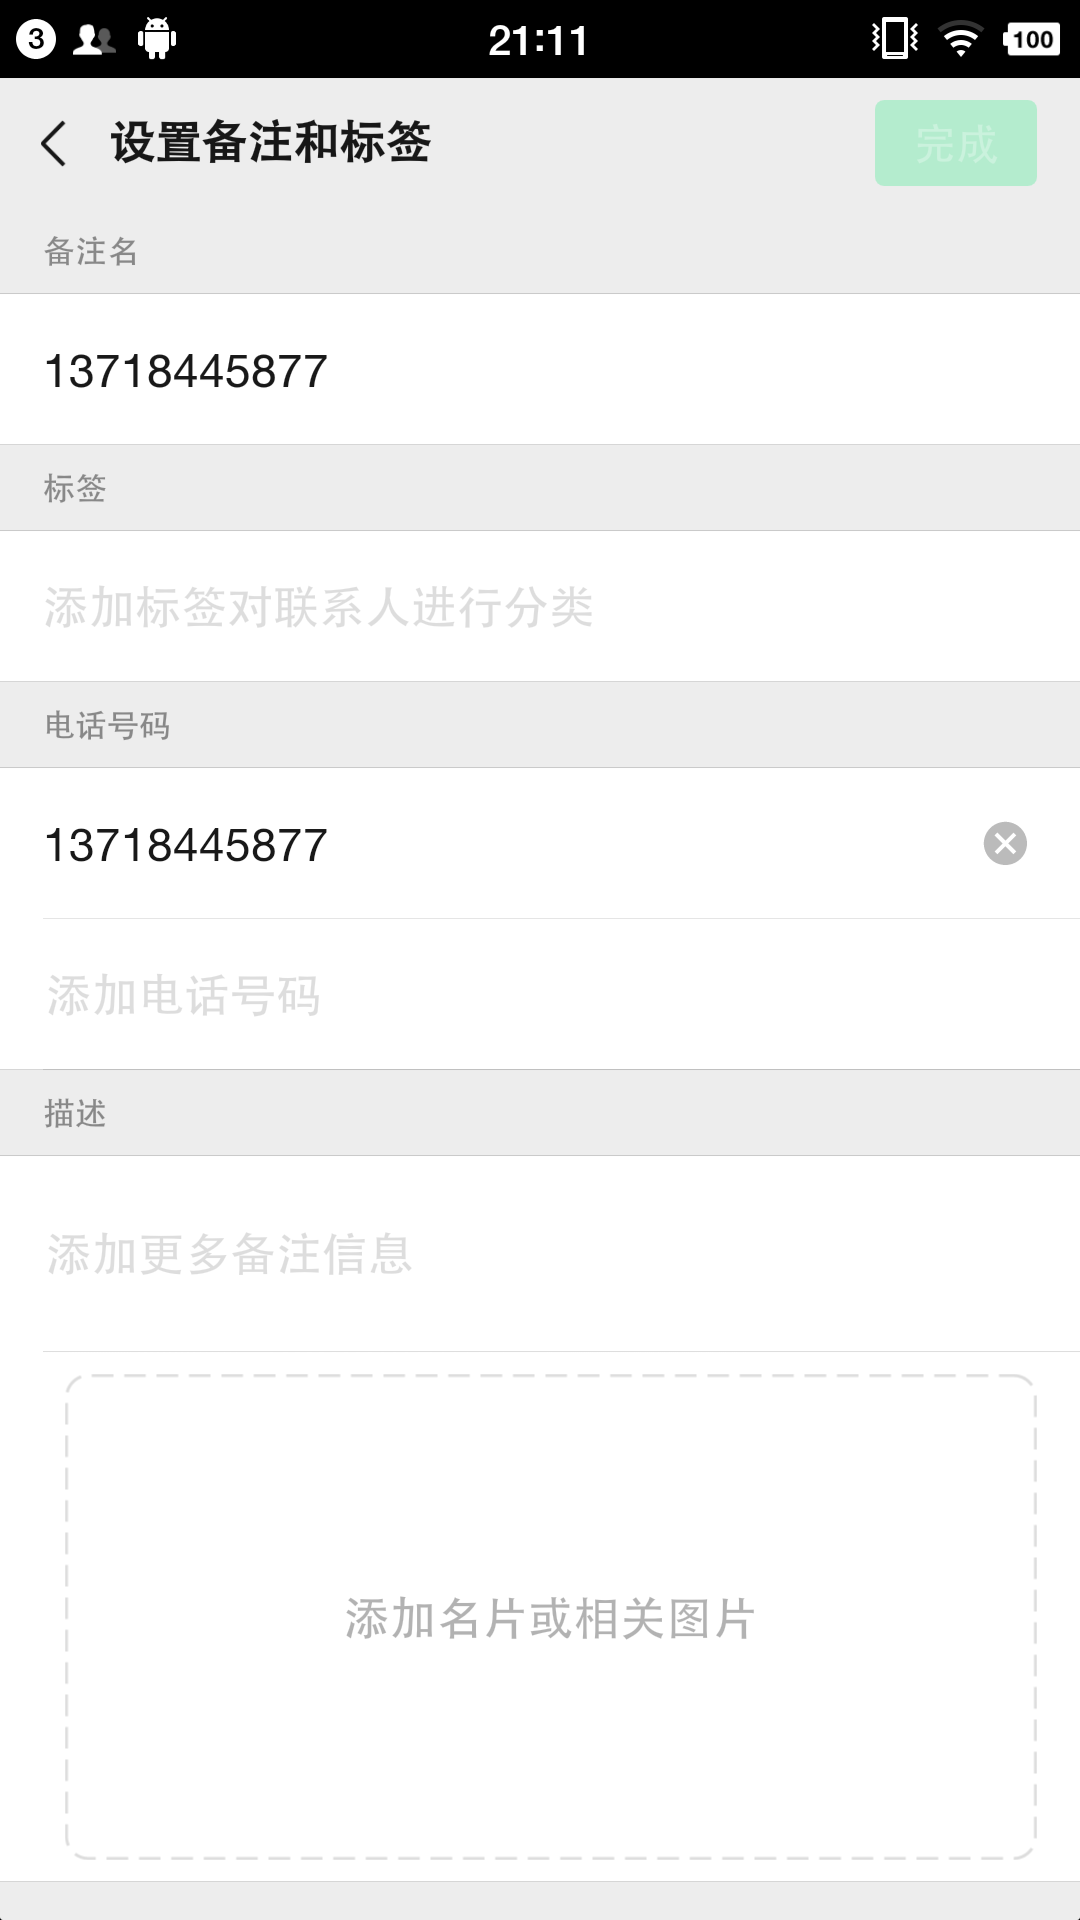 3
21:11
100
设置备注和标签
完成
备注名
13718445877
标签
添加标签对联系人进行分类
电话号码
13718445877
添加电话号码
描述
添加更多备注信息
添加名片或相关图片